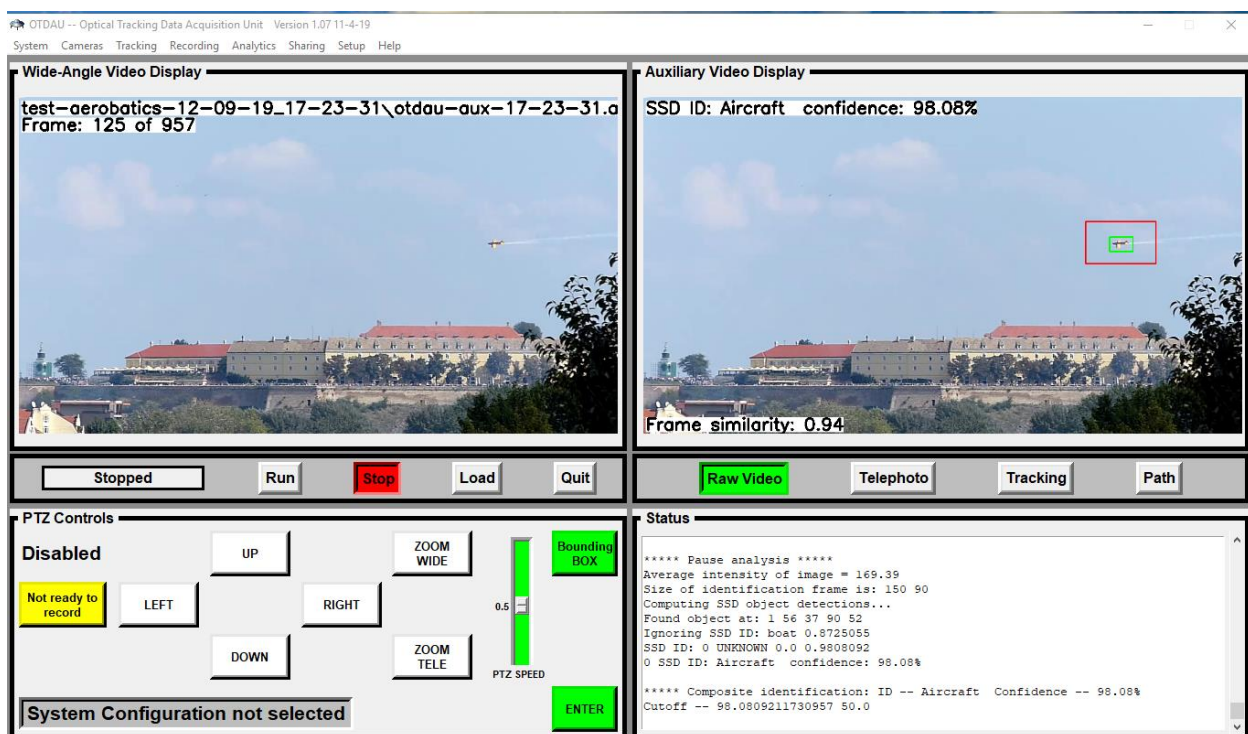 OTDAU -- Optical Tracking Data Acquisition Unit Version 1.07 11-4-19
System Cameras Tracking Recording Analytics Sharing Setup Help
Wide-Angle Video Display
test-aerobatics-12-09-19_17-23-31\otdau-aux-17-23-31.a
Frame: 125 of 957
Auxiliary Video Display
SSD ID: Aircraft confidence: 98.08%
Frame similarity: 0.94
Stopped Run Stop Load Quit
Raw Video Telephoto Tracking Path
PTZ Controls
Disabled
UP
ZOOM
WIDE
Bounding
BOX
Not ready to
record
LEFT
RIGHT
0.5
DOWN
ZOOM
TELE
PTZ SPEED
System Configuration not selected
ENTER
Status
***** Pause analysis *****
Average intensity of image = 169.39
Size of identification frame is: 150 90
Computing SSD object detections...
Found object at: 1 56 37 90 52
Ignoring SSD ID: boat 0.8725055
SSD ID: 0 UNKNOWN 0.0 0.9808092
0 SSD ID: Aircraft confidence: 98.08%
***** Composite identification: ID -- Aircraft Confidence -- 98.08%
Cutoff -- 98.0809211730957 50.0